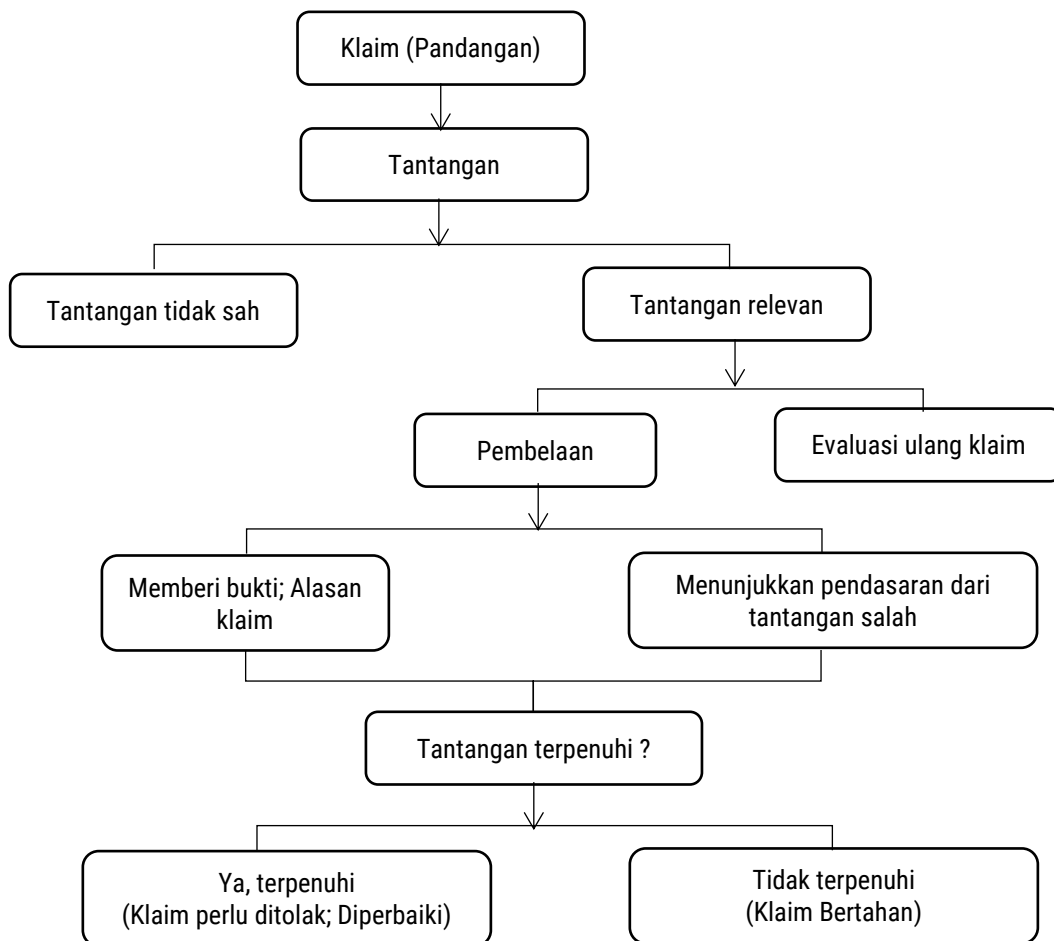 Klaim (Pandangan)
Tantangan
Tantangan tidak sah
Tantangan relevan
Pembelaan
Evaluasi ulang klaim
Memberi bukti; Alasan
klaim
Menunjukkan pendasaran dari
tantangan salah
Tantangan terpenuhi ?
Ya, terpenuhi
(Klaim perlu ditolak; Diperbaiki)
Tidak terpenuhi
(Klaim Bertahan)